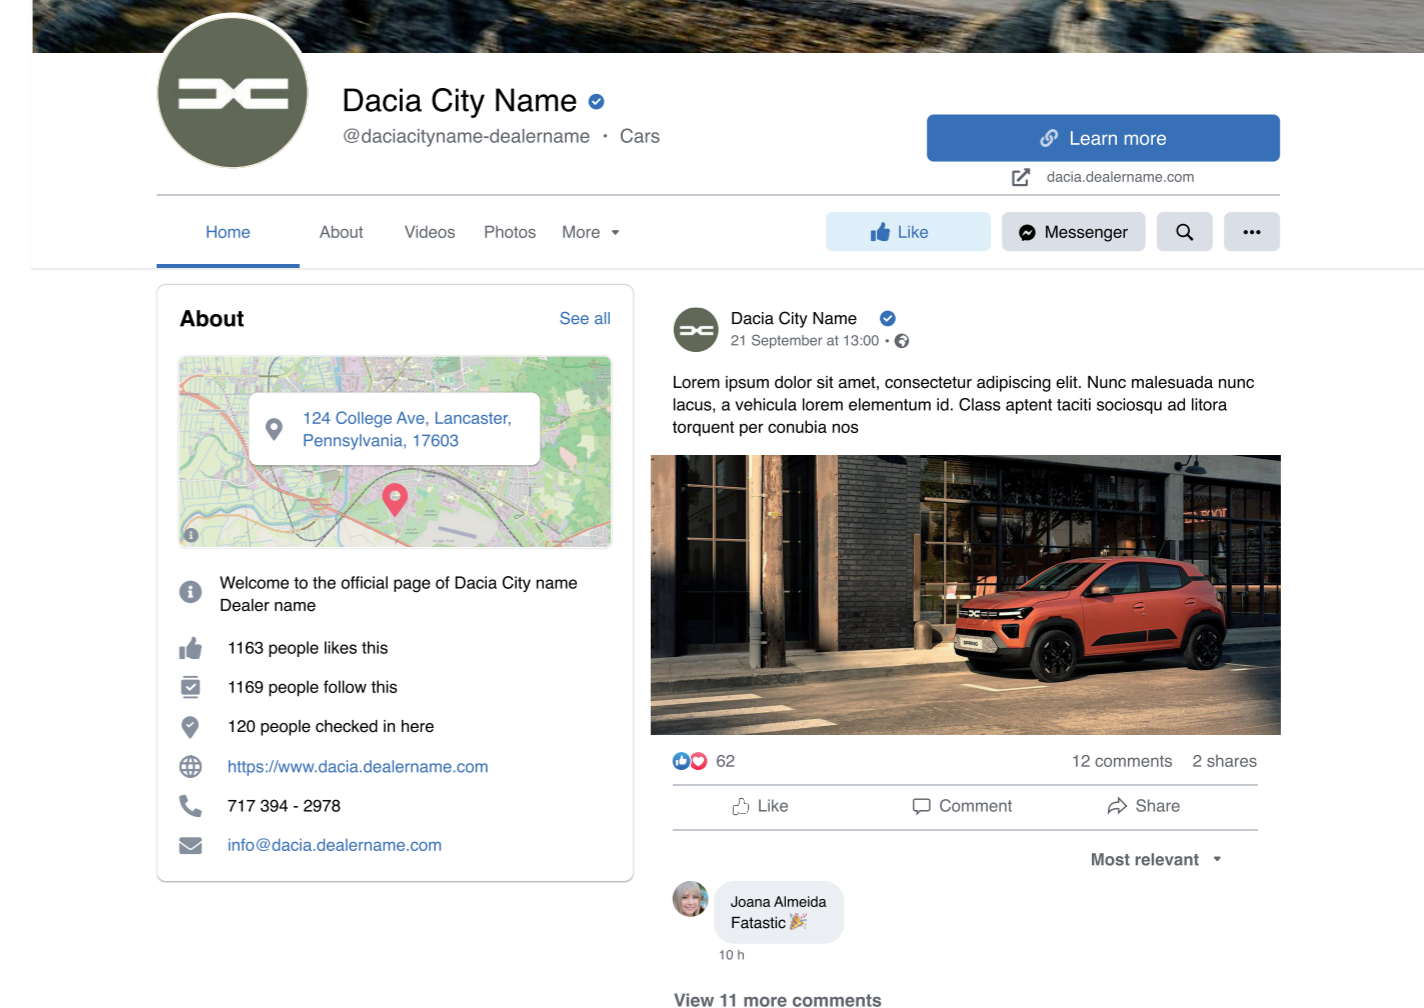 Dacia City Name
@daciacityname-dealername · Cars
Learn more
dacia.dealername.com
Home
About
Videos
Photos
More
Like
Messenger
About
See all
124 College Ave, Lancaster,
Pennsylvania, 17603
Welcome to the official page of Dacia City name
Dealer name
1163 people likes this
1169 people follow this
120 people checked in here
https://www.dacia.dealername.com
717 394 - 2978
info@dacia.dealername.com
Dacia City Name
21 September at 13:00 ·
Lorem ipsum dolor sit amet, consectetur adipiscing elit. Nunc malesuada nunc
lacus, a vehicula lorem elementum id. Class aptent taciti sociosqu ad litora
torquent per conubia nos
SPRING
62
12 comments
2 shares
Like
Comment
Share
Most relevant
Joana Almeida
Fatastic 🎉
10 h
View 11 more comments